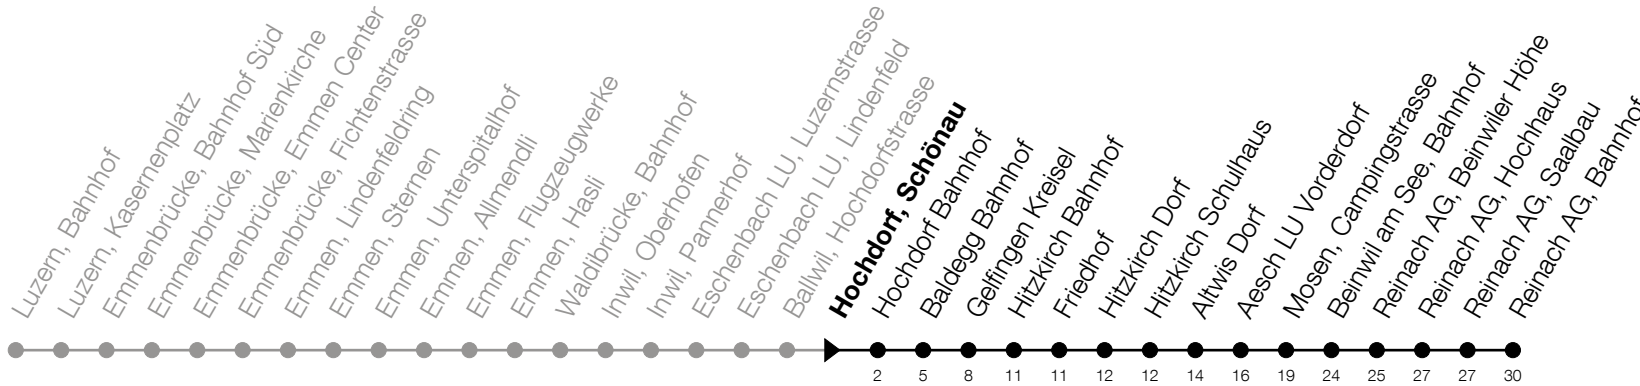 Luzern, Bahnhof
Luzern, Kasernenplatz
Emmenbrücke, Bahnhof Süd
Emmenbrücke, Marienkirche
Emmenbrücke, Emmen Center
Emmenbrücke, Fichtenstrasse
Emmen, Lindenfeldring
Emmen, Sternen
Emmen, Unterspitalhof
Emmen, Allmendli
Emmen, Flugzeugwerke
Emmen, Hasli
Waldibrücke, Bahnhof
Inwil, Oberhofen
Inwil, Pannerhof
Eschenbach LU, Luzernstrasse
Eschenbach LU, Lindenfeld
Ballwil, Hochdorfstrasse
Hochdorf, Schönau
Hochdorf Bahnhof
Baldegg Bahnhof
Gelfingen Kreisel
Hitzkirch Bahnhof
Friedhof
Hitzkirch Dorf
Hitzkirch Schulhaus
Altwis Dorf
Aesch LU Vorderdorf
Mosen, Campingstrasse
Beinwil am See, Bahnhof
Reinach AG, Beinwiler Höhe
Reinach AG, Hochhaus
Reinach AG, Saalbau
Reinach AG, Bahnhof
2 5 8 11 11 12 12 14 16 19 24 25 27 27 30